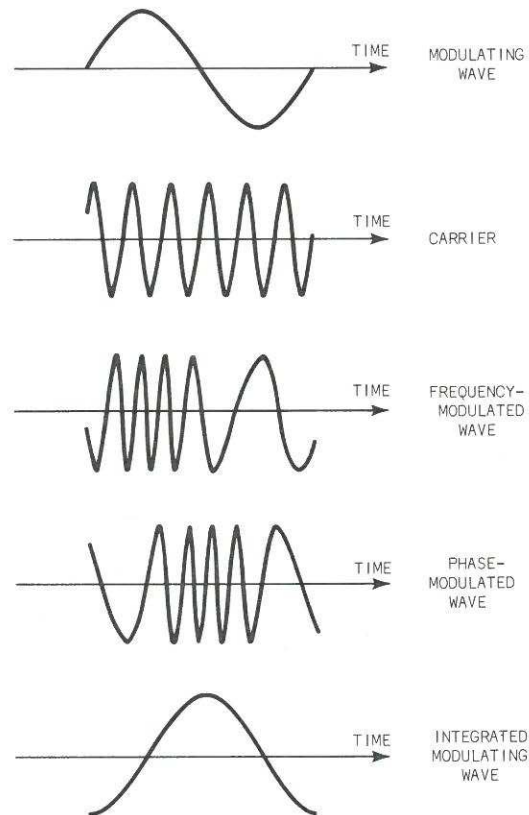 TIME
MODULATING
WAVE
TIME
CARRIER
TIME
FREQUENCY-
MODULATED
WAVE
TIME
PHASE-
MODULATED
WAVE
TIME
INTEGRATED
MODULATING
WAVE